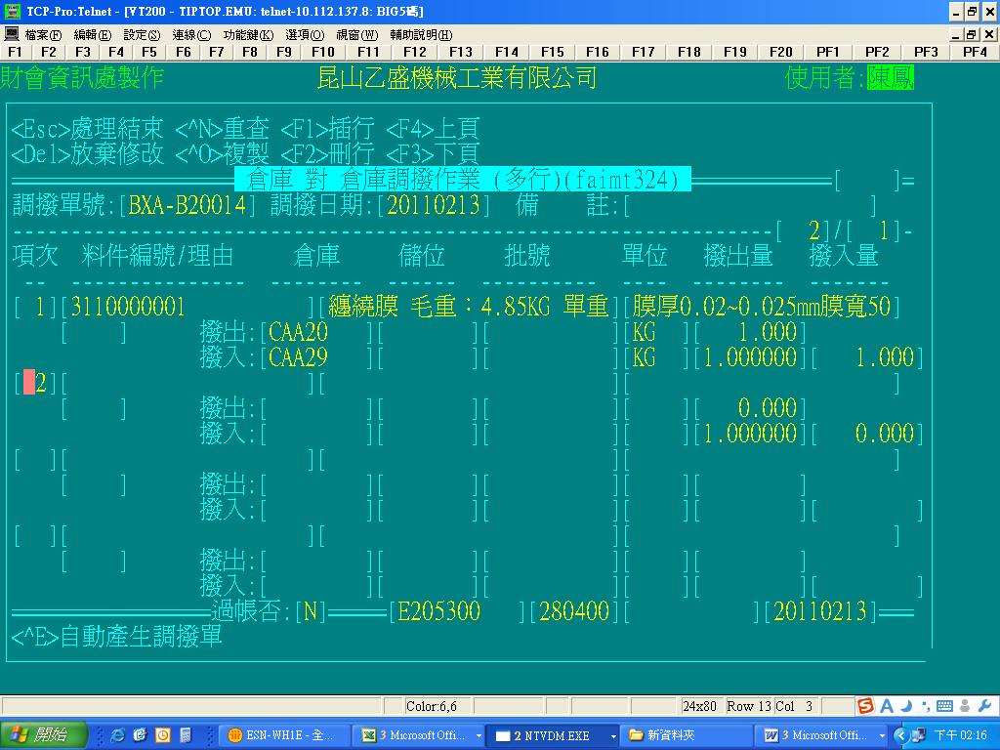 TCP-Pro:Telnet - [VT200 - TIPTOP.EMU: telnet-10.112.137.8: BIG5碼]
檔案(F) 編輯(E) 設定(S) 連線(C) 功能鍵(K) 選項(O) 視窗(W) 輔助說明(H)
F1 F2 F3 F4 F5 F6 F7 F8 F9 F10 F11 F12 F13 F14 F15 F16 F17 F18 F19 F20 PF1 PF2 PF3 PF4
財會資訊處製作 昆山乙盛機械工業有限公司 使用者:陳鳳
<Esc>處理結束 <^N>重查 <F1>插行 <F4>上頁
<Del>放棄修改 <^O>複製 <F2>刪行 <F3>下頁
倉庫 對 倉庫調撥作業 (多行)(faimt324) [ ]=
調撥單號:[BXA-B20014] 調撥日期:[20110213] 備 註:[ ]
[ 2]/[ 1]-
項次 料件編號/理由 倉庫 儲位 批號 單位 撥出量 撥入量
[ 1][3110000001 ][纏繞膜 毛重：4.85KG 單重][膜厚0.02~0.025mm膜寬50]
[ ] 撥出:[CAA20 ][ ][ ][KG ][ 1.000]
撥入:[CAA29 ][ ][ ][KG ][1.000000][ 1.000]
[ 2][ ][ ][ ]
[ ] 撥出:[ ][ ][ ][ ][ 0.000]
撥入:[ ][ ][ ][ ][1.000000][ 0.000]
[ ][ ][ ][ ]
[ ] 撥出:[ ][ ][ ][ ][ ]
撥入:[ ][ ][ ][ ][ ][ ]
[ ][ ][ ][ ]
[ ] 撥出:[ ][ ][ ][ ][ ]
撥入:[ ][ ][ ][ ][ ][ ]
過帳否:[N]=====[E205300 ][280400][ ][20110213]===
<^E>自動產生調撥單
Color:6,6 24x80 Row 13 Col 3
開始 ESN-WH1E - 全... 3 Microsoft Offi... 2 NTVDM.EXE 新資料夾 3 Microsoft Offi... 下午 02:16